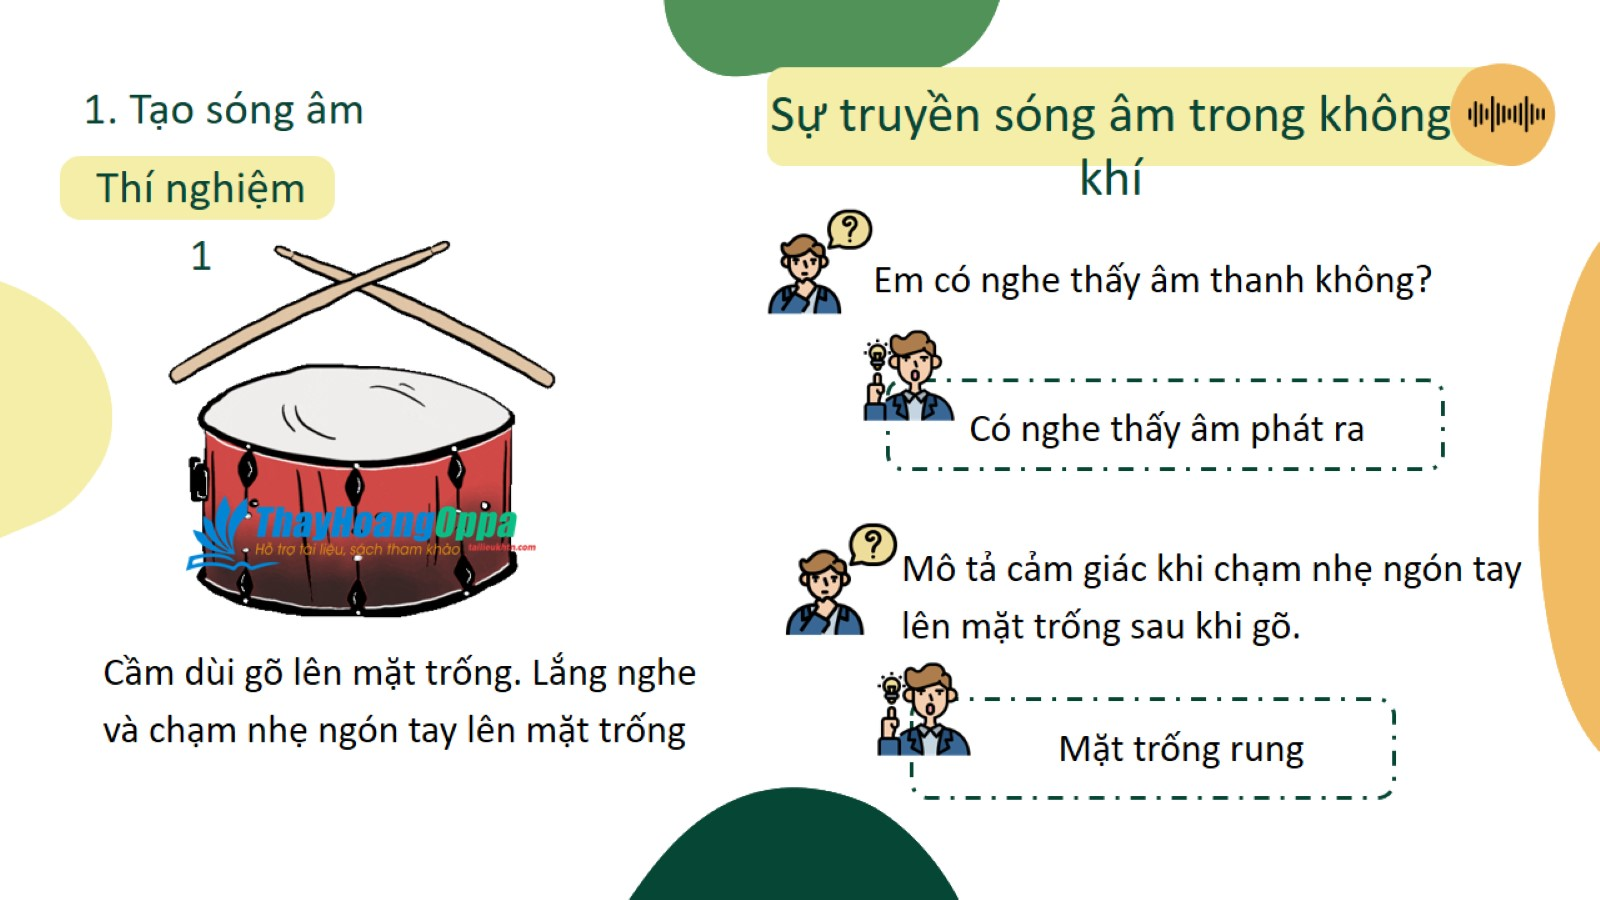 1. Tạo sóng âm
Thí nghiệm
1
ThayHoangOppa
Hỗ trợ tài liệu, sách tham khảo tailieukhtn.com
Cầm dùi gõ lên mặt trống. Lắng nghe
và chạm nhẹ ngón tay lên mặt trống
Sự truyền sóng âm trong không
khí
?
Em có nghe thấy âm thanh không?
Có nghe thấy âm phát ra
?
Mô tả cảm giác khi chạm nhẹ ngón tay
lên mặt trống sau khi gõ.
Mặt trống rung